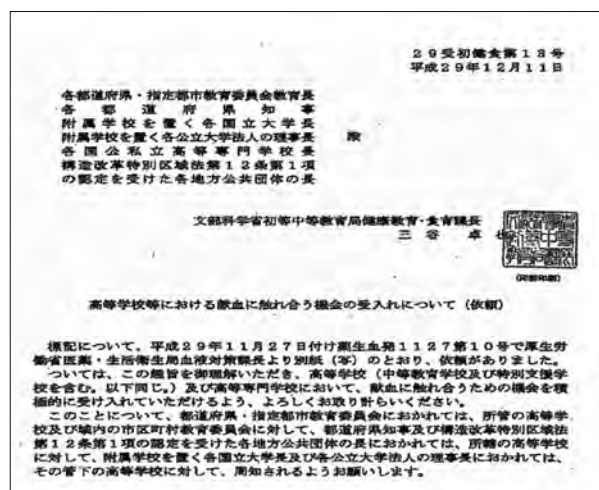 29受初健食第13号
平成29年12月11日
各都道府県・指定都市教育委員会教育長
各都道府県知事
附属学校を置く各国立大学長
附属学校を置く各公立大学法人の理事長 殿
各国公私立高等専門学校長
構造改革特別区域法第12条第1項
の認定を受けた各地方公共団体の長
文部科学省初等中等教育局健康教育・食育課長
三谷卓也
高等学校等における献血に触れ合う機会の受入れについて(依頼)
標記について、平成29年11月27日付け薬生血発1127第10号で厚生労
働省医薬・生活衛生局血液対策課長より別紙(写)のとおり、依頼がありました。
ついては、この趣旨を御理解いただき、高等学校(中等教育学校及び特別支援学
校を含む。以下同じ。)及び高等専門学校において、献血に触れ合うための機会を積
極的に受け入れていただけるよう、よろしくお取り計らいください。
このことについて、都道府県・指定都市教育委員会におかれては、所管の高等学
校及び域内の市区町村教育委員会に対して、都道府県知事及び構造改革特別区域法
第12条第1項の認定を受けた各地方公共団体の長におかれては、所轄の高等学校
に対して、附属学校を置く各国立大学長及び各公立大学法人の理事長におかれては、
その管下の高等学校に対して、周知されるようお願いします。